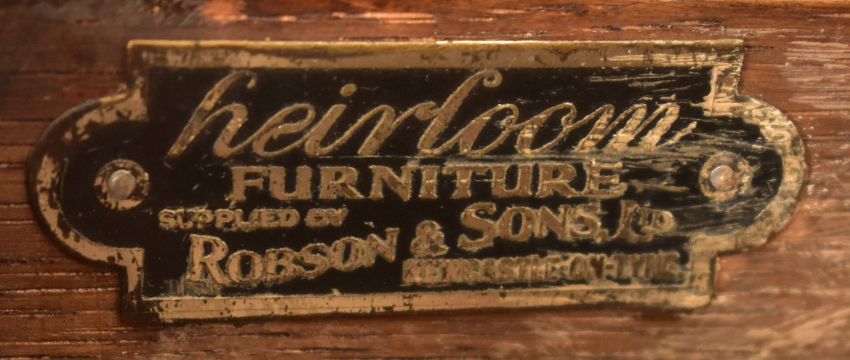 heirloom
FURNITURE
SUPPLIED BY
ROBSON & SONS, LTD
NEWCASTLE-ON-TYNE